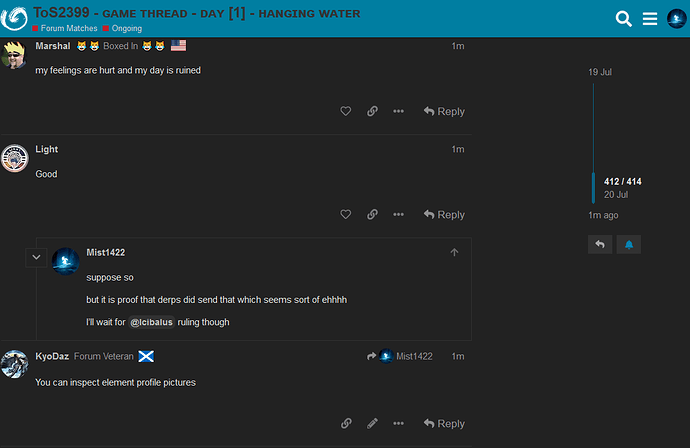 ToS2399 - GAME THREAD - DAY [1] - HANGING WATER
Forum Matches Ongoing
Marshal Boxed In 1m
my feelings are hurt and my day is ruined
Reply
Light 1m
Good
Reply
Mist1422
suppose so
but it is proof that derps did send that which seems sort of ehhhh
I'll wait for @Icibalus ruling though
KyoDaz Forum Veteran Mist1422 1m
You can inspect element profile pictures
Reply
19 Jul
412 / 414
20 Jul
1m ago